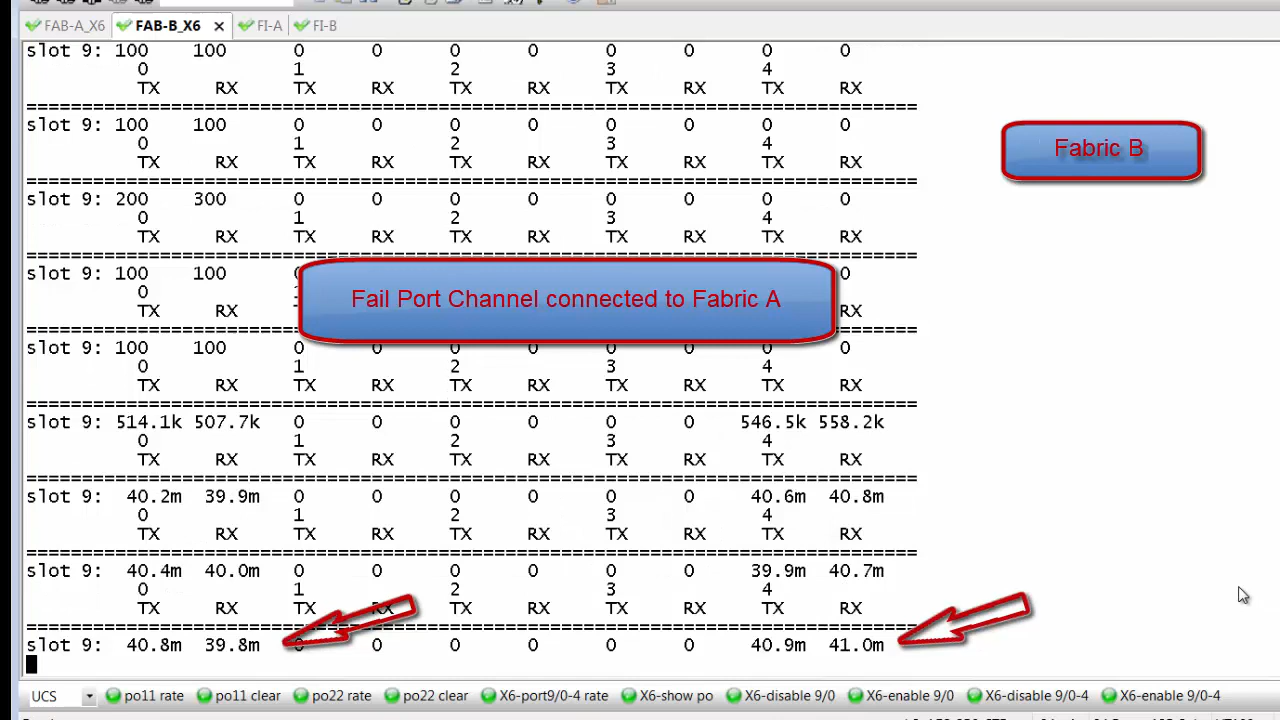 FAB-A_X6 FAB-B_X6 FI-A FI-B
slot 9: 100 100 0 0 0 0 0 0 0 0
0 1 2 3 4
TX RX TX RX TX RX TX RX TX RX
==========================================================================================
slot 9: 100 100 0 0 0 0 0 0 0 0
0 1 2 3 4
TX RX TX RX TX RX TX RX TX RX
==========================================================================================
Fabric B
slot 9: 200 300 0 0 0 0 0 0 0 0
0 1 2 3 4
TX RX TX RX TX RX TX RX TX RX
==========================================================================================
slot 9: 100 100 0
0
TX RX RX
Fail Port Channel connected to Fabric A
==========================================================================================
slot 9: 100 100 0 0 0 0 0 0 0 0
0 1 2 3 4
TX RX TX RX TX RX TX RX TX RX
==========================================================================================
slot 9: 514.1k 507.7k 0 0 0 0 0 0 546.5k 558.2k
0 1 2 3 4
TX RX TX RX TX RX TX RX TX RX
==========================================================================================
slot 9: 40.2m 39.9m 0 0 0 0 0 0 40.6m 40.8m
0 1 2 3 4
TX RX TX RX TX RX TX RX TX RX
==========================================================================================
slot 9: 40.4m 40.0m 0 0 0 0 0 0 39.9m 40.7m
0 1 2 3 4
TX RX TX RX TX RX TX RX TX RX
==========================================================================================
slot 9: 40.8m 39.8m 0 0 0 0 0 0 40.9m 41.0m
UCS po11 rate po11 clear po22 rate po22 clear X6-port9/0-4 rate X6-show po X6-disable 9/0 X6-enable 9/0 X6-disable 9/0-4 X6-enable 9/0-4